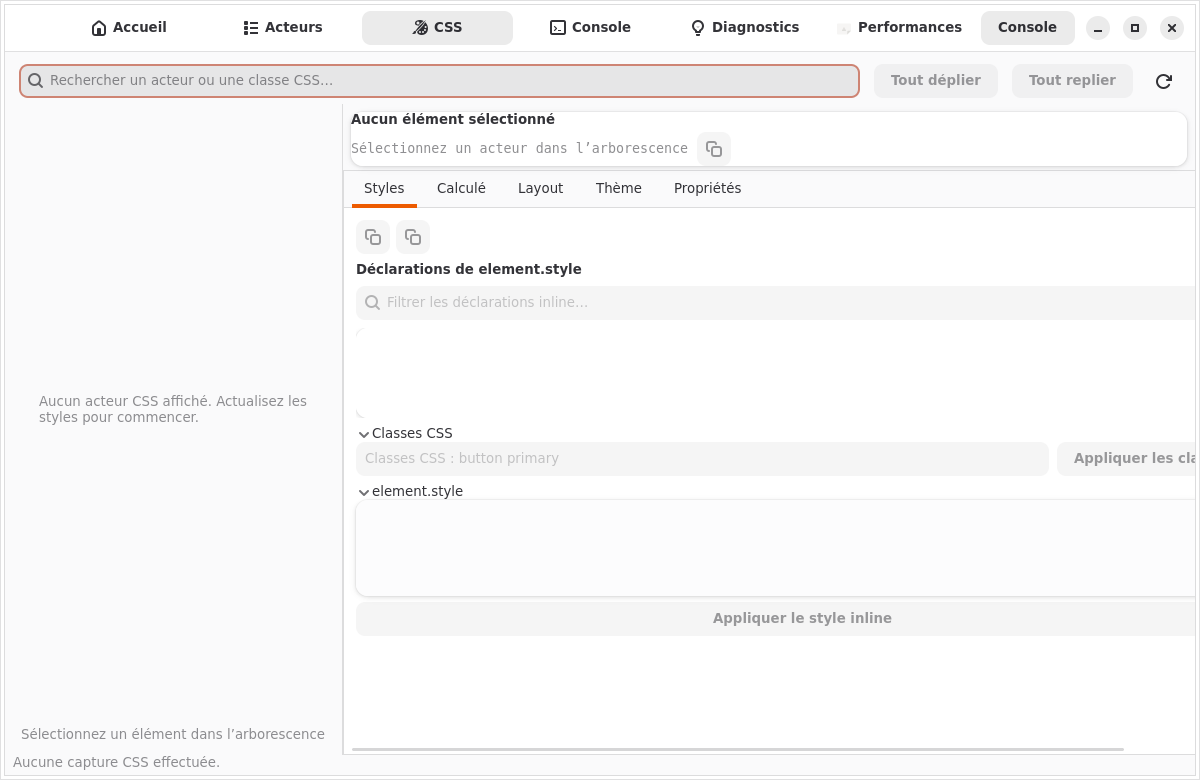 Accueil
Acteurs
CSS
Console
Diagnostics
Performances
Console
Rechercher un acteur ou une classe CSS...
Tout déplier
Tout replier
Aucun élément sélectionné
Sélectionnez un acteur dans l’arborescence
Styles
Calculé
Layout
Thème
Propriétés
Déclarations de element.style
Filtrer les déclarations inline...
Aucun acteur CSS affiché. Actualisez les
styles pour commencer.
Classes CSS
Classes CSS : button primary
Appliquer les cla
element.style
Appliquer le style inline
Sélectionnez un élément dans l’arborescence
Aucune capture CSS effectuée.